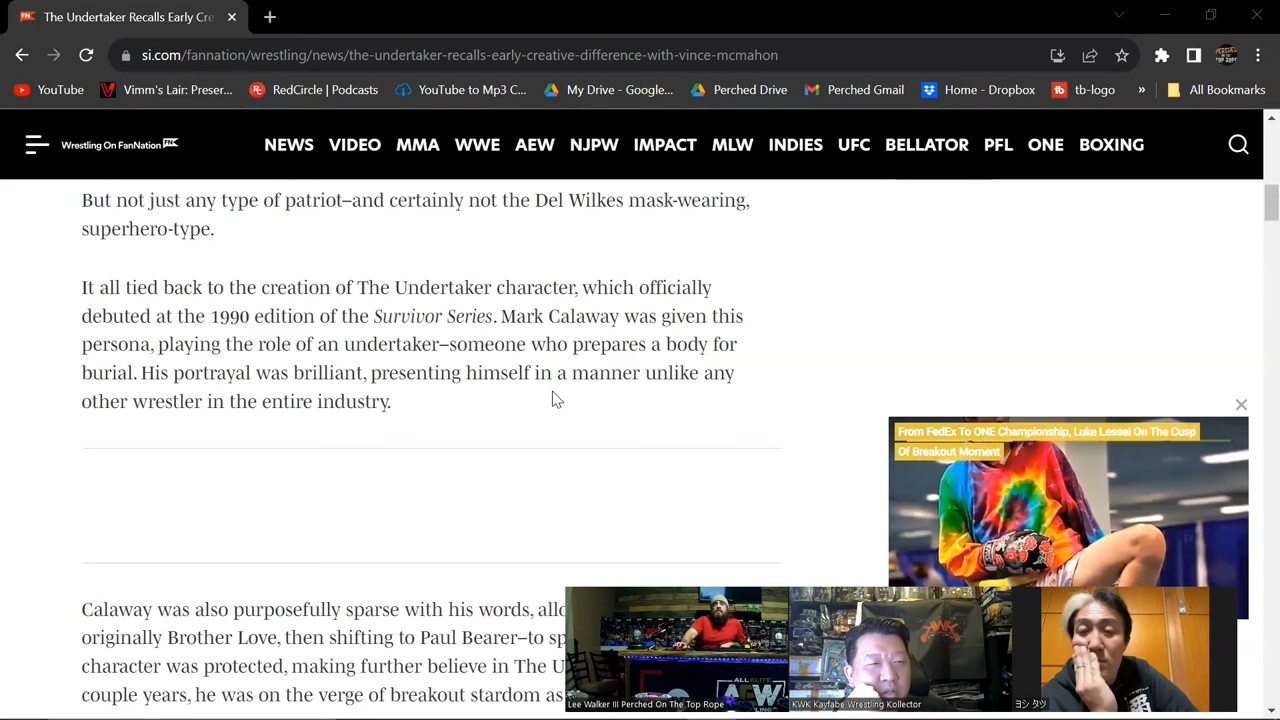 The Undertaker Recalls Early Cre
si.com/fannation/wrestling/news/the-undertaker-recalls-early-creative-difference-with-vince-mcmahon
YouTube
Vimm's Lair: Preser
RedCircle | Podcasts
YouTube to Mp3 C...
My Drive - Google...
Perched Drive
Perched Gmail
Home - Dropbox
tb-logo
»
All Bookmarks
Wrestling On FanNation FN
NEWS VIDEO MMA WWE AEW NJPW IMPACT MLW INDIES UFC BELLATOR PFL ONE BOXING
But not just any type of patriot–and certainly not the Del Wilkes mask-wearing,
superhero-type.
It all tied back to the creation of The Undertaker character, which officially
debuted at the 1990 edition of the Survivor Series. Mark Calaway was given this
persona, playing the role of an undertaker–someone who prepares a body for
burial. His portrayal was brilliant, presenting himself in a manner unlike any
other wrestler in the entire industry.
From FedEx To ONE Championship, Luke Lessei On The Cusp
Of Breakout Moment
Calaway was also purposefully sparse with his words, allo
originally Brother Love, then shifting to Paul Bearer–to sp
character was protected, making further believe in The U
on the years, he was on the verge of breakout stardom as
ALL ELITE
AEW
KWK
Lee Walker III Perched On The Top Rope
KWK Kayfabe Wrestling Kollector
ヨシ タツ